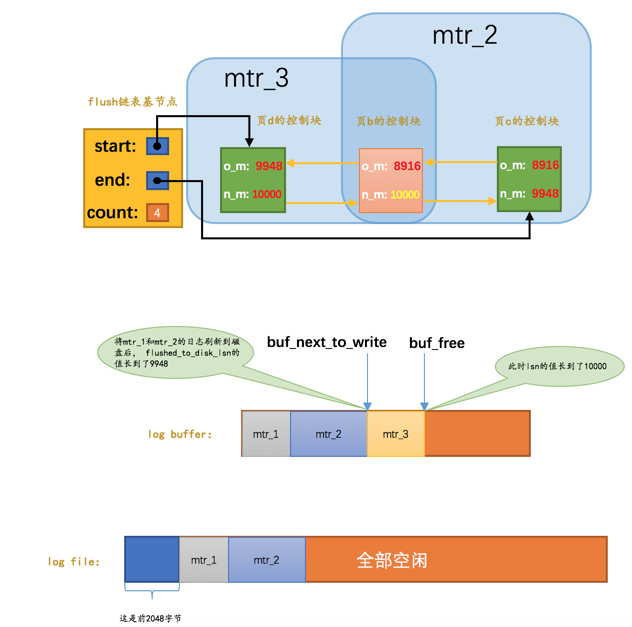 mtr_2
mtr_3
flush链表基节点
页d的控制块
页b的控制块
页c的控制块
start:
end:
count:
4
o_m: 9948
n_m: 10000
o_m: 8916
n_m: 10000
o_m: 8916
n_m: 9948
将mtr_1和mtr_2的日志刷新到磁
盘后， flushed_to_disk_lsn的
值长到了9948
buf_next_to_write
buf_free
此时lsn的值长到了10000
log buffer:
mtr_1
mtr_2
mtr_3
log file:
mtr_1
mtr_2
全部空闲
这是前2048字节